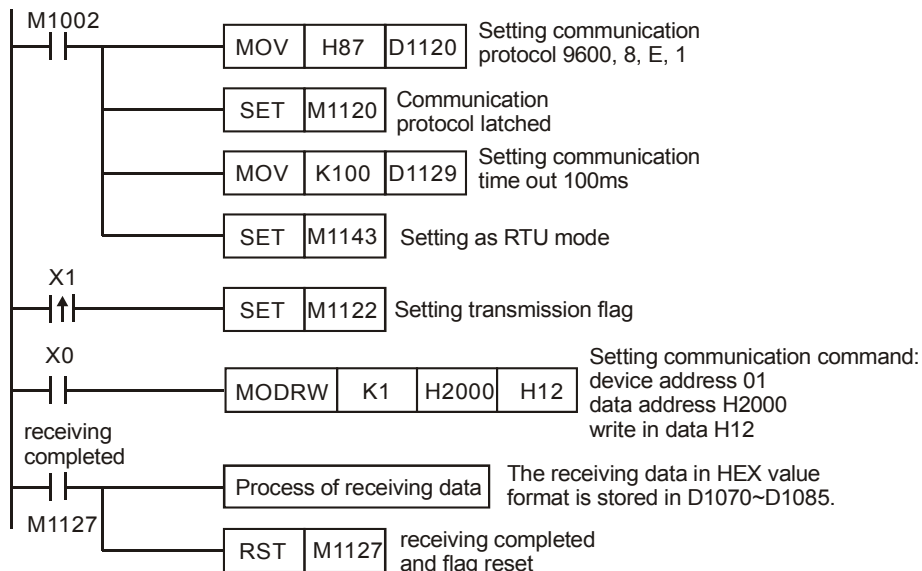 M1002
MOV H87 D1120
Setting communication
protocol 9600, 8, E, 1
SET M1120
Communication
protocol latched
MOV K100 D1129
Setting communication
time out 100ms
SET M1143
Setting as RTU mode
X1
SET M1122
Setting transmission flag
X0
MODRW K1 H2000 H12
Setting communication command:
device address 01
data address H2000
write in data H12
receiving
completed
M1127
Process of receiving data
The receiving data in HEX value
format is stored in D1070~D1085.
RST M1127
receiving completed
and flag reset